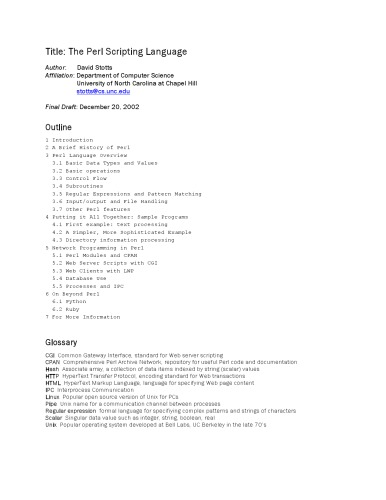 Title: The Perl Scripting Language
Author: David Stotts
Affiliation: Department of Computer Science
University of North Carolina at Chapel Hill
stotts@cs.unc.edu
Final Draft: December 20, 2002
Outline
1 Introduction
2 A Brief History of Perl
3 Perl Language Overview
3.1 Basic Data Types and Values
3.2 Basic operations
3.3 Control Flow
3.4 Subroutines
3.5 Regular Expressions and Pattern Matching
3.6 Input/output and File Handling
3.7 Other Perl features
4 Putting it All Together: Sample Programs
4.1 First example: text processing
4.2 A Simpler, More Sophisticated Example
4.3 Directory information processing
5 Network Programming in Perl
5.1 Perl Modules and CPAN
5.2 Web Server Scripts with CGI
5.3 Web Clients with LWP
5.4 Database Use
5.5 Processes and IPC
6 On Beyond Perl
6.1 Python
6.2 Ruby
7 For More Information
Glossary
CGI Common Gateway Interface, standard for Web server scripting
CPAN Comprehensive Perl Archive Network, repository for useful Perl code and documentation
Hash Associate array, a collection of data items indexed by string (scalar) values
HTTP HyperText Transfer Protocol, encoding standard for Web transactions
HTML HyperText Markup Language, language for specifying Web page content
IPC Interprocess Communication
Linux Popular open source version of Unix for PCs
Pipe Unix name for a communication channel between processes
Regular expression formal language for specifying complex patterns and strings of characters
Scalar Singular data value such as integer, string, boolean, real
Unix Popular operating system developed at Bell Labs, UC Berkeley in the late 70's